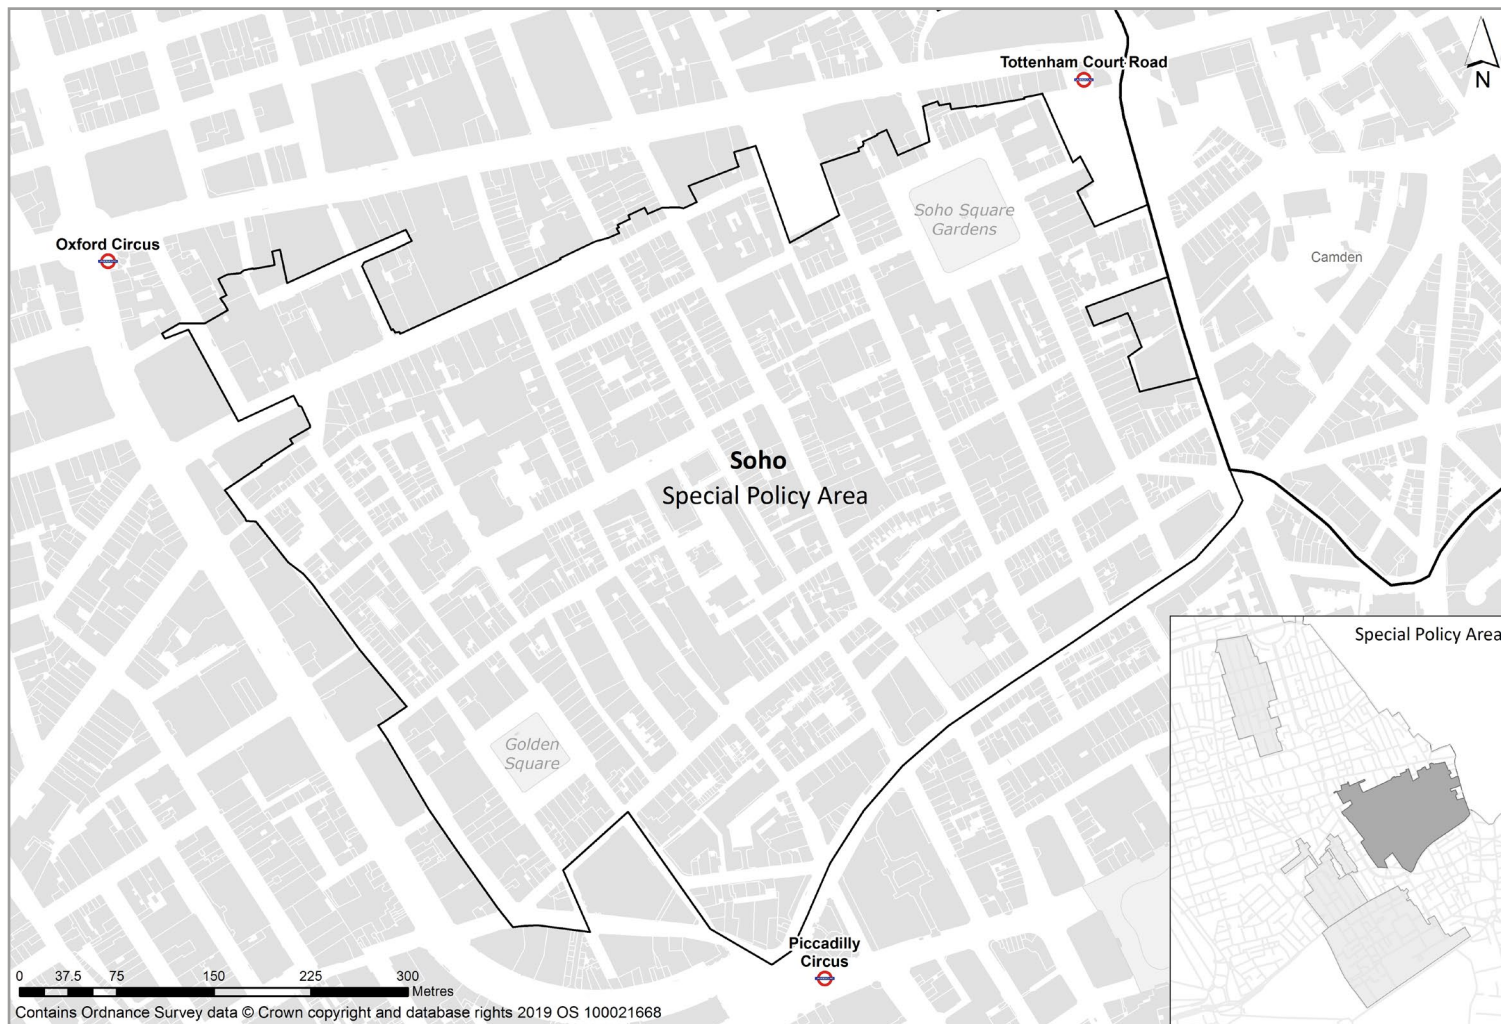 N
Tottenham Court Road
Soho Square
Gardens
Oxford Circus
Camden
Soho
Special Policy Area
Special Policy Area
Golden
Square
Piccadilly
Circus
0 37.5 75 150 225 300
Metres
Contains Ordnance Survey data © Crown copyright and database rights 2019 OS 100021668